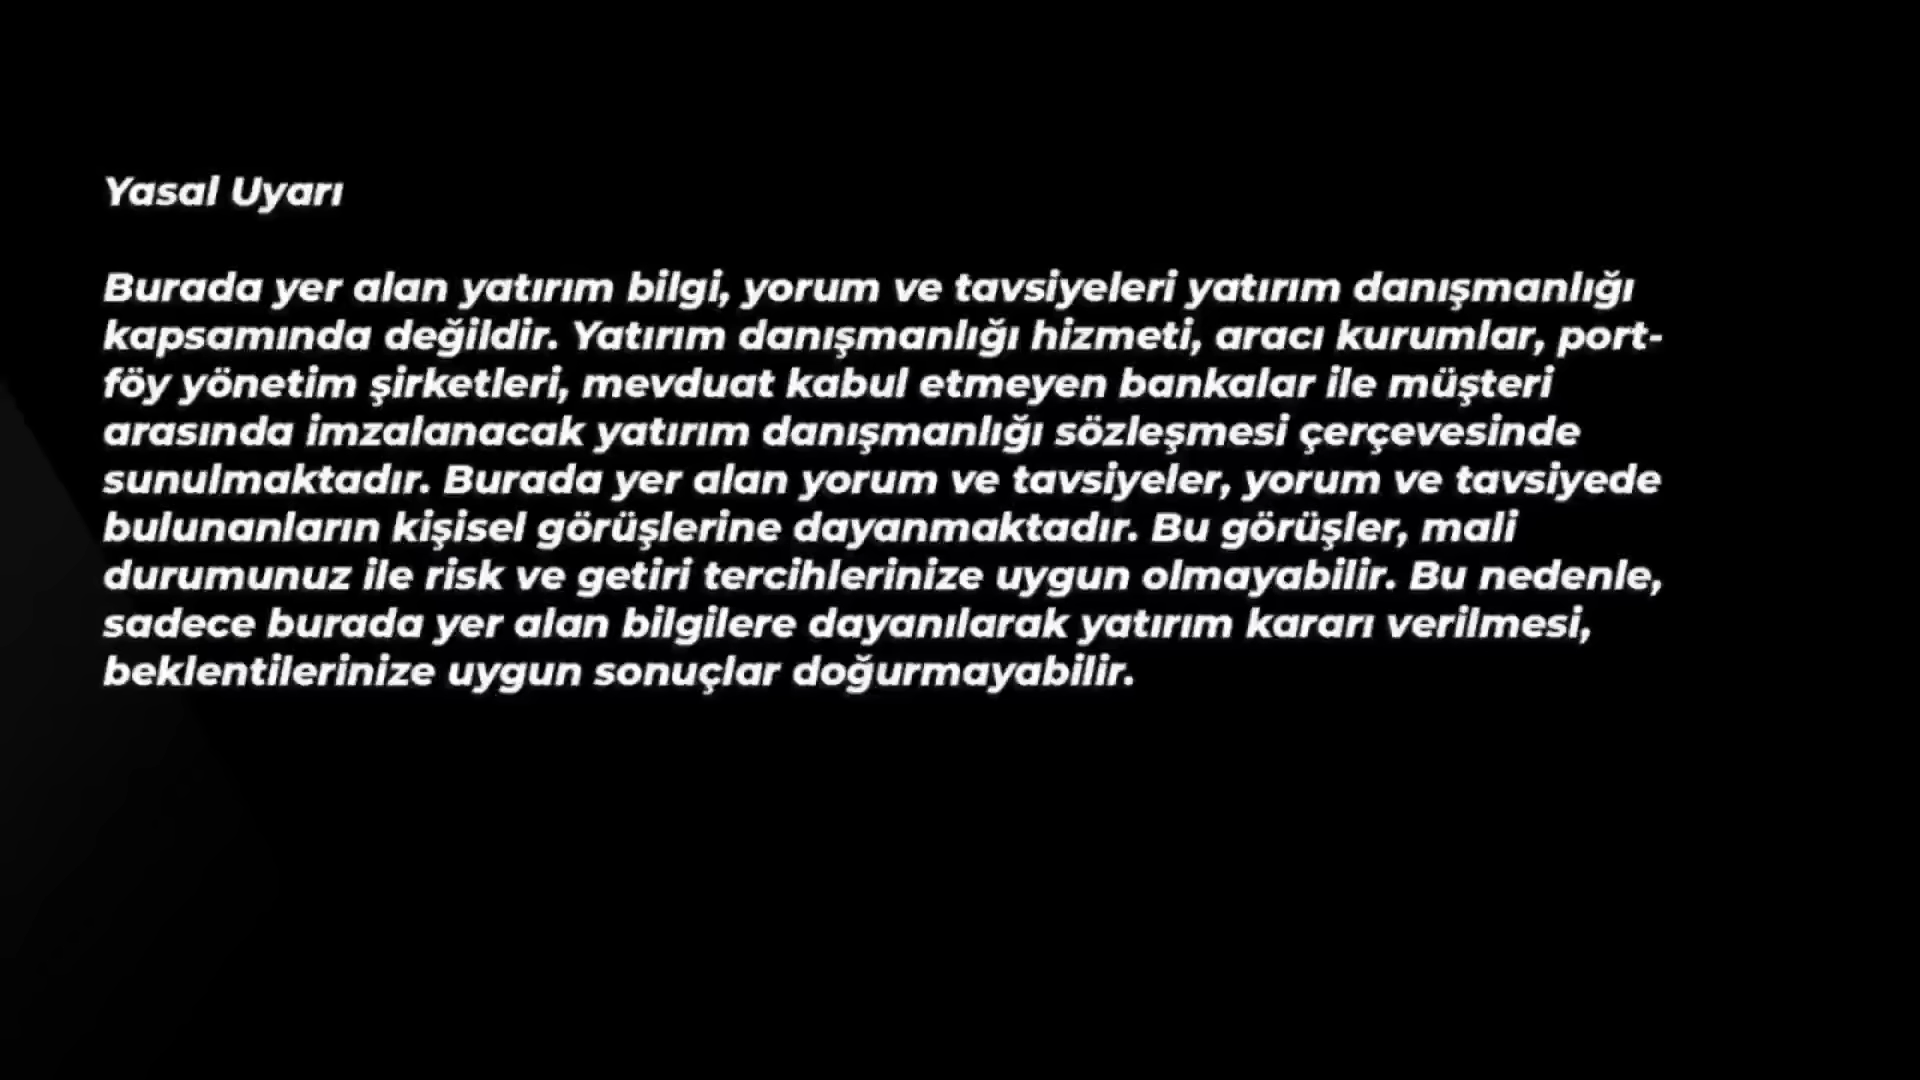 Yasal Uyarı
Burada yer alan yatırım bilgi, yorum ve tavsiyeleri yatırım danışmanlığı
kapsamında değildir. Yatırım danışmanlığı hizmeti, aracı kurumlar, port-
föy yönetim şirketleri, mevduat kabul etmeyen bankalar ile müşteri
arasında imzalanacak yatırım danışmanlığı sözleşmesi çerçevesinde
sunulmaktadır. Burada yer alan yorum ve tavsiyeler, yorum ve tavsiyede
bulunanların kişisel görüşlerine dayanmaktadır. Bu görüşler, mali
durumunuz ile risk ve getiri tercihlerinize uygun olmayabilir. Bu nedenle,
sadece burada yer alan bilgilere dayanılarak yatırım kararı verilmesi,
beklentilerinize uygun sonuçlar doğurmayabilir.